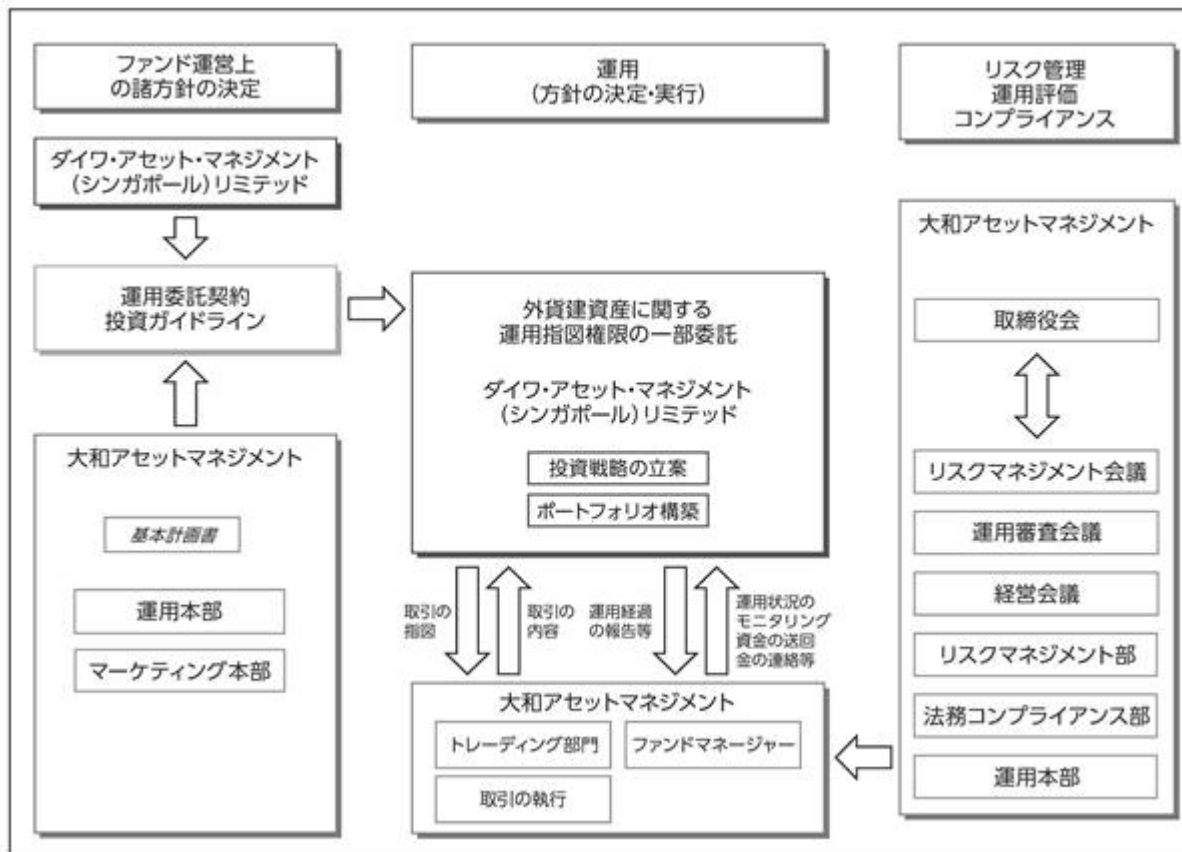 ファンド運営上
の諸方針の決定
ダイワ・アセット・マネジメント
（シンガポール）リミテッド
運用委託契約
投資ガイドライン
大和アセットマネジメント
基本計画書
運用本部
マーケティング本部
運用
（方針の決定・実行）
外貨建資産に関する
運用指図権限の一部委託
ダイワ・アセット・マネジメント
（シンガポール）リミテッド
投資戦略の立案
ポートフォリオ構築
取引の
指図
取引の
内容
運用経過
の報告等
運用状況の
モニタリング
資金の送回
金の連絡等
大和アセットマネジメント
トレーディング部門
ファンドマネージャー
取引の執行
リスク管理
運用評価
コンプライアンス
大和アセットマネジメント
取締役会
リスクマネジメント会議
運用審査会議
経営会議
リスクマネジメント部
法務コンプライアンス部
運用本部